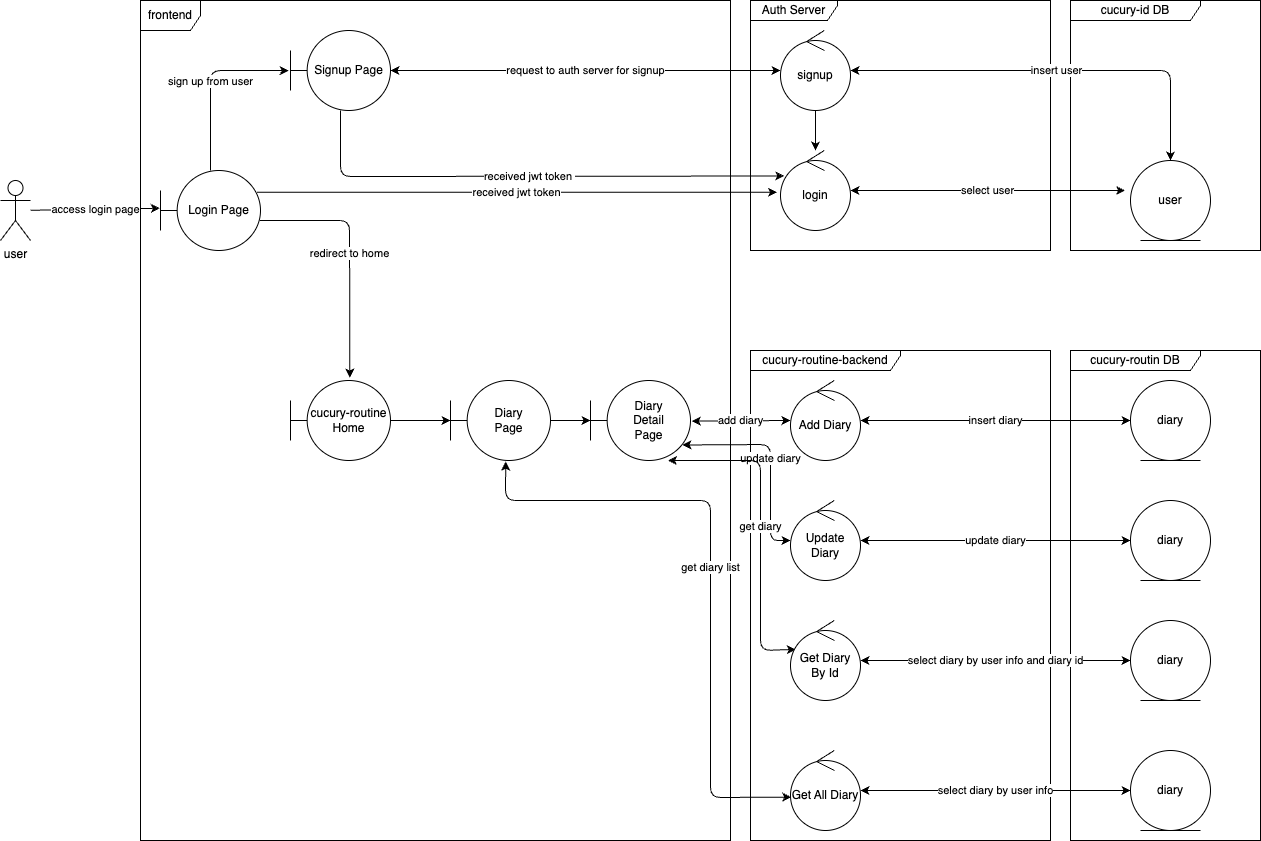 frontend
Auth Server
cucury-id DB
Signup Page
request to auth server for signup
signup
insert user
sign up from user
received jwt token
received jwt token
login
select user
user
access login page
Login Page
user
redirect to home
cucury-routine-backend
cucury-routin DB
cucury-routine
Home
Diary
Page
Diary
Detail
Page
add diary
Add Diary
insert diary
diary
update diary
get diary
Update
Diary
update diary
diary
get diary list
Get Diary
By Id
select diary by user info and diary id
diary
Get All Diary
select diary by user info
diary